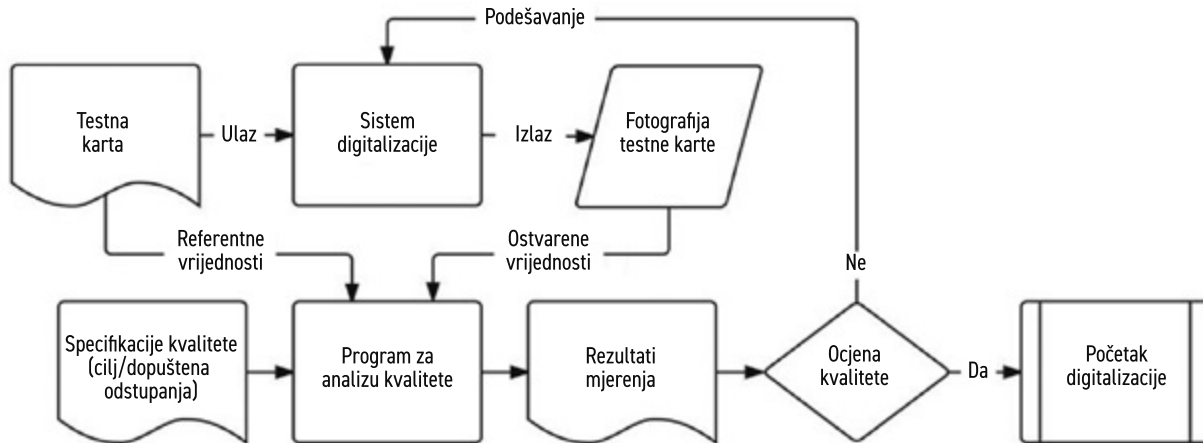 Podešavanje
Testna
karta
Ulaz
Sistem
digitalizacije
Izlaz
Fotografija
testne karte
Referentne
vrijednosti
Ostvarene
vrijednosti
Ne
Specifikacije kvalitete
(cilj/dopuštena
odstupanja)
Program za
analizu kvalitete
Rezultati
mjerenja
Ocjena
kvalitete
Da
Početak
digitalizacije